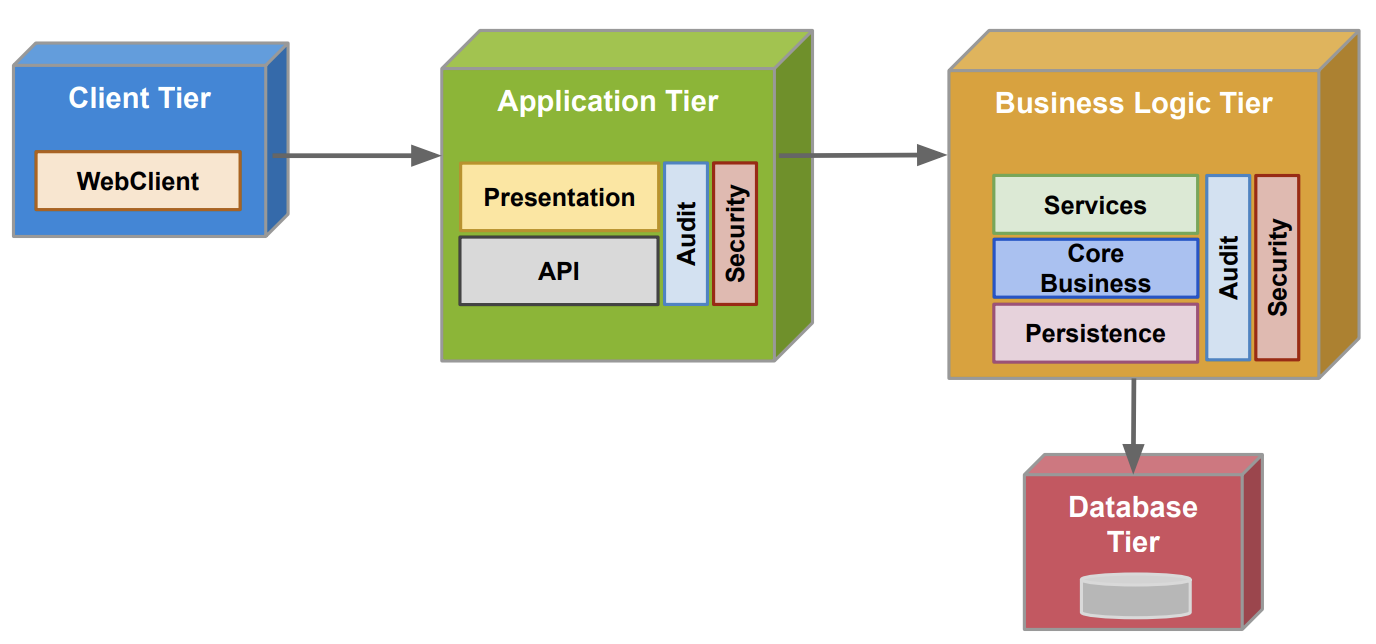 Client Tier
WebClient
Application Tier
Presentation
API
Audit
Security
Business Logic Tier
Services
Core
Business
Persistence
Audit
Security
Database
Tier